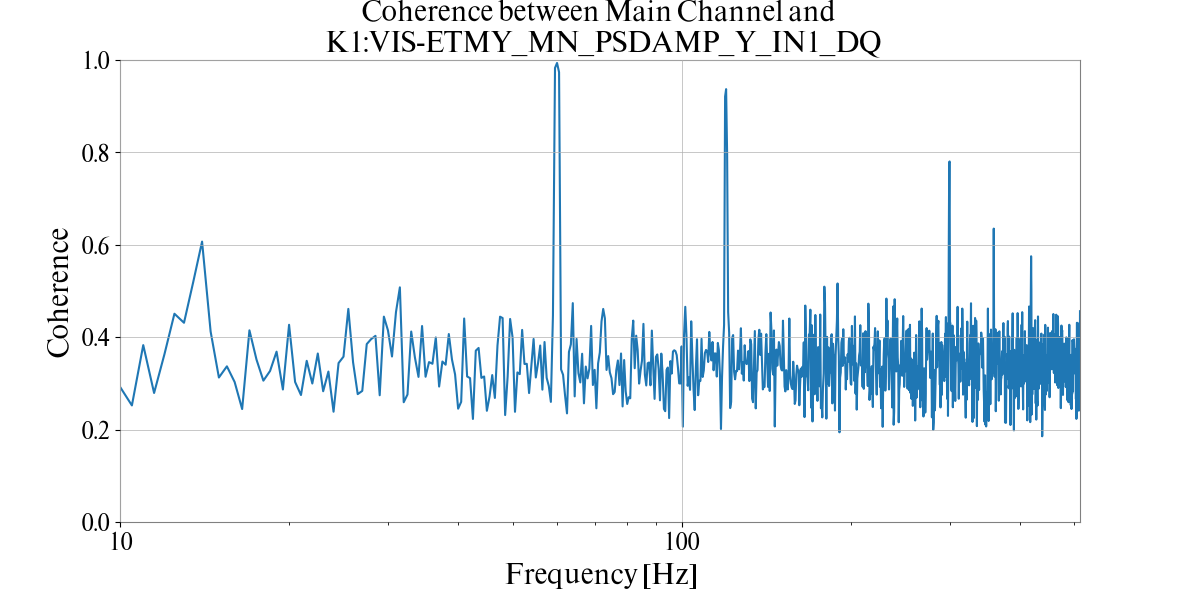 Coherence between Main Channel and
K1:VIS-ETMY_MN_PSDAMP_Y_IN1_DQ
1.0
0.8
0.6
0.4
0.2
0.0
Coherence
10
100
Frequency [Hz]